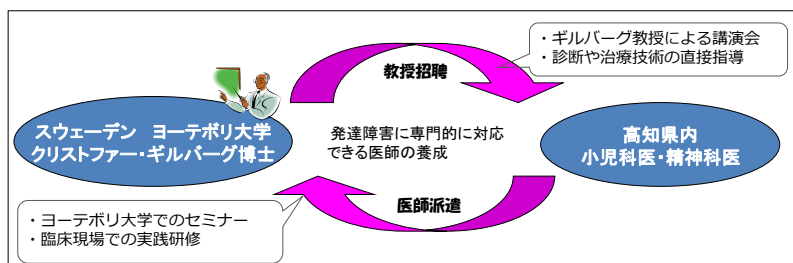 ・ギルバーグ教授による講演会
・診断や治療技術の直接指導
教授招聘
スウェーデン　ヨーテボリ大学
クリストファー・ギルバーグ博士
発達障害に専門的に対応
できる医師の養成
高知県内
小児科医・精神科医
医師派遣
・ヨーテボリ大学でのセミナー
・臨床現場での実践研修